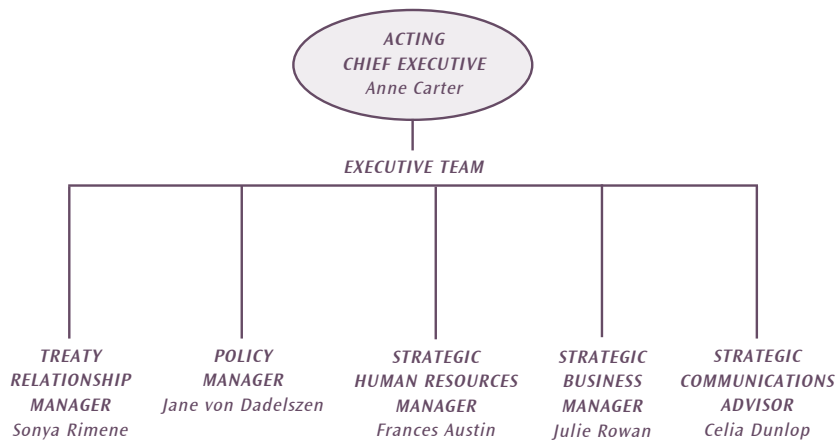 ACTING
CHIEF EXECUTIVE
Anne Carter
EXECUTIVE TEAM
TREATY
RELATIONSHIP
MANAGER
Sonya Rimene
POLICY
MANAGER
Jane von Dadelszen
STRATEGIC
HUMAN RESOURCES
MANAGER
Frances Austin
STRATEGIC
BUSINESS
MANAGER
Julie Rowan
STRATEGIC
COMMUNICATIONS
ADVISOR
Celia Dunlop